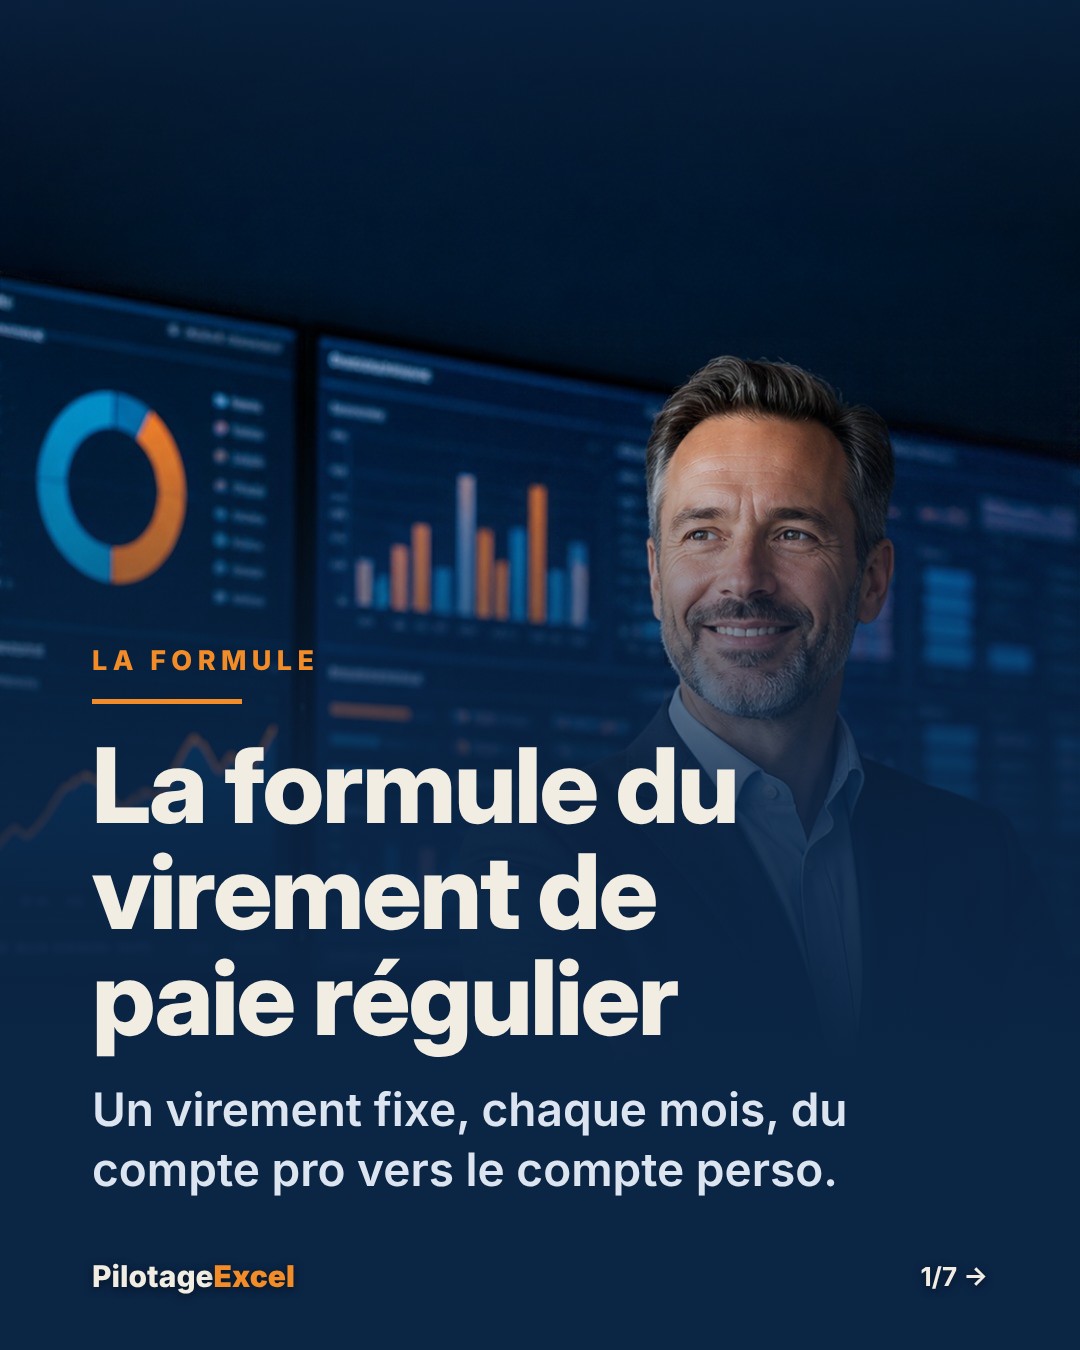 LA FORMULE
La formule du
virement de
paie régulier
Un virement fixe, chaque mois, du
compte pro vers le compte perso.
PilotageExcel
1/7 →